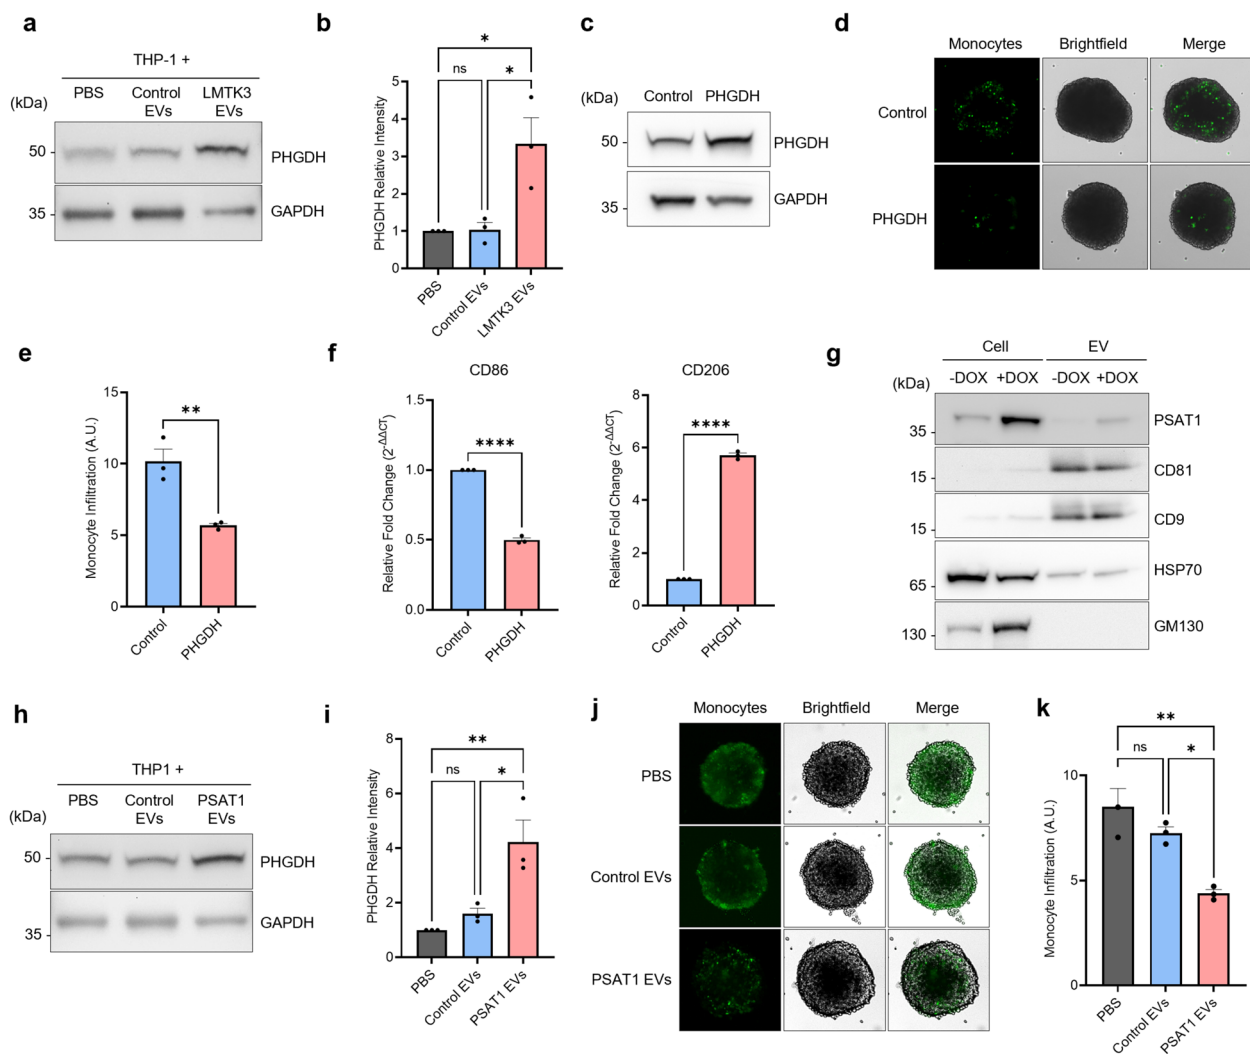 a
THP-1 +
(kDa)
PBS
Control
EVs
LMTK3
EVs
50
PHGDH
35
GAPDH
b
PHGDH Relative Intensity
5
4
3
2
1
0
*
ns
*
PBS
Control EVs
LMTK3 EVs
c
(kDa)
Control
PHGDH
50
PHGDH
35
GAPDH
d
Monocytes
Brightfield
Merge
Control
PHGDH
e
Monocyte Infiltration (A.U.)
15
10
5
0
**
Control
PHGDH
f
CD86
Relative Fold Change (2-ΔΔCT)
1.5
1.0
0.5
0.0
****
Control
PHGDH
CD206
Relative Fold Change (2-ΔΔCT)
8
6
4
2
0
****
Control
PHGDH
g
Cell
EV
(kDa)
-DOX
+DOX
-DOX
+DOX
35
PSAT1
15
CD81
15
CD9
65
HSP70
130
GM130
h
THP1 +
(kDa)
PBS
Control
EVs
PSAT1
EVs
50
PHGDH
35
GAPDH
i
PHGDH Relative Intensity
8
6
4
2
0
**
ns
*
PBS
Control EVs
PSAT1 EVs
j
Monocytes
Brightfield
Merge
PBS
Control EVs
PSAT1 EVs
k
Monocyte Infiltration (A.U.)
10
5
0
**
ns
*
PBS
Control EVs
PSAT1 EVs